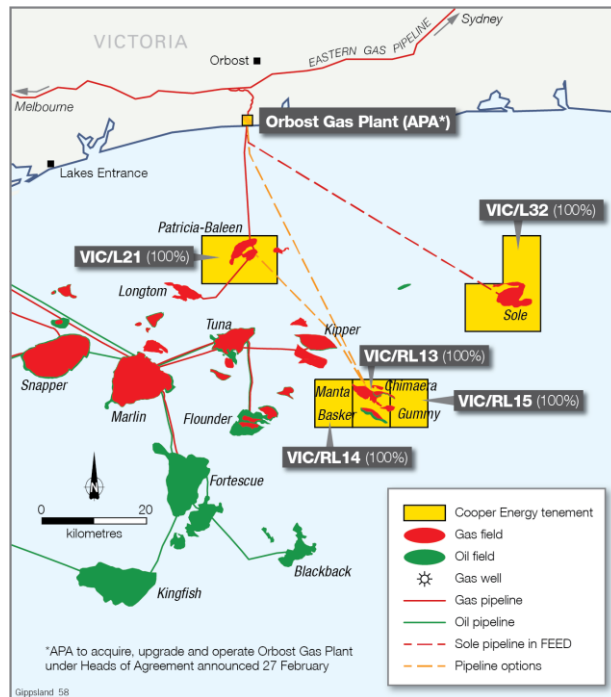 VICTORIA
Orbost
EASTERN GAS PIPELINE
Sydney
Melbourne
Orbost Gas Plant (APA*)
Lakes Entrance
VIC/L32 (100%)
Patricia-Baleen
VIC/L21 (100%)
Longtom
Sole
Tuna
Kipper
VIC/RL13 (100%)
Snapper
Marlin
Manta
Chimaera
VIC/RL15 (100%)
Flounder
Basker
Gummy
VIC/RL14 (100%)
N
Fortescue
0
20
kilometres
Blackback
Kingfish
Cooper Energy tenement
Gas field
Oil field
Gas well
Gas pipeline
Oil pipeline
Sole pipeline in FEED
Pipeline options
*APA to acquire, upgrade and operate Orbost Gas Plant
under Heads of Agreement announced 27 February
Gippsland 58